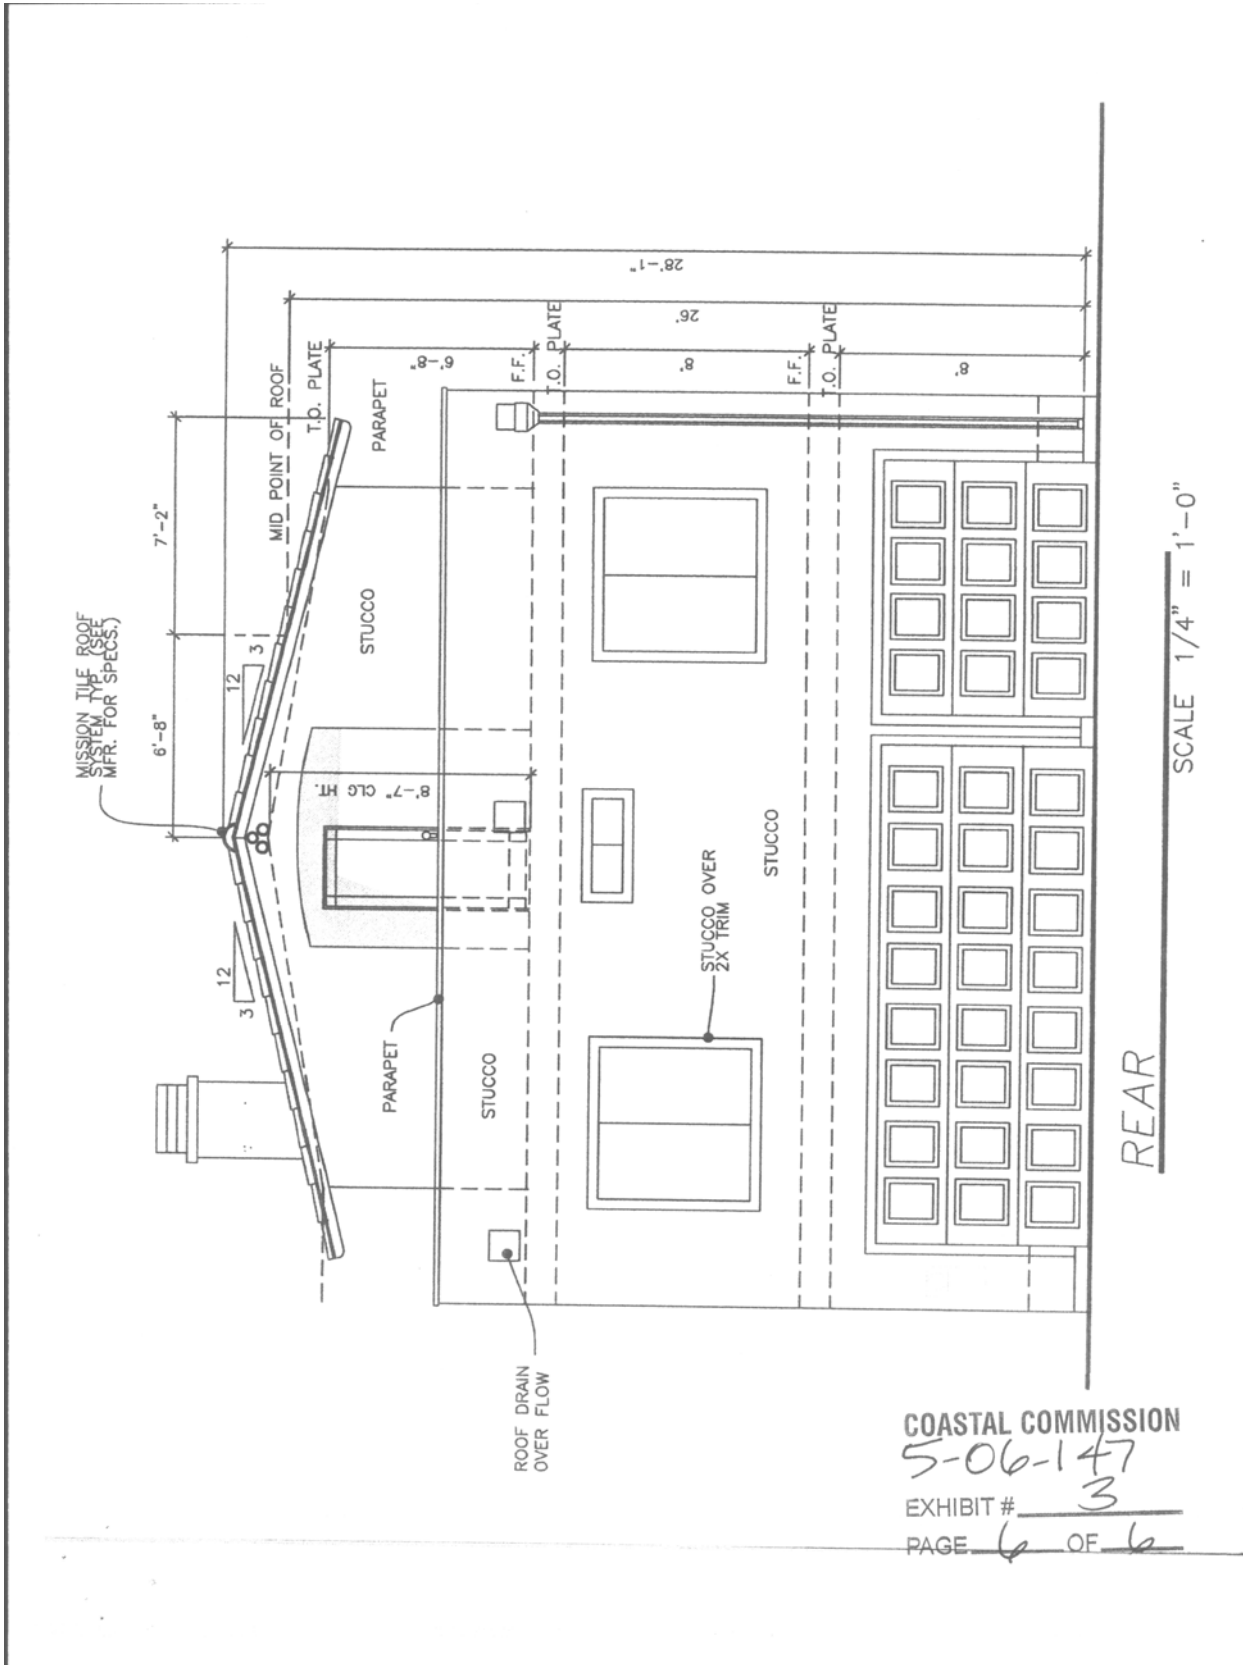 MISSION TILE ROOF
SYSTEM TYP. (SEE
MFR. FOR SPECS.)
6'-8"
7'-2"
12
3
12
3
MID POINT OF ROOF
T.O. PLATE
PARAPET
STUCCO
8'-7" CLG HT.
PARAPET
STUCCO
6'-8"
F.F.
T.O. PLATE
8'
F.F.
T.O. PLATE
8'
26'
28'-1"
STUCCO OVER
2X TRIM
STUCCO
ROOF DRAIN
OVER FLOW
REAR
SCALE 1/4" = 1'-0"
COASTAL COMMISSION
5-06-147
EXHIBIT # 3
PAGE 6 OF 6